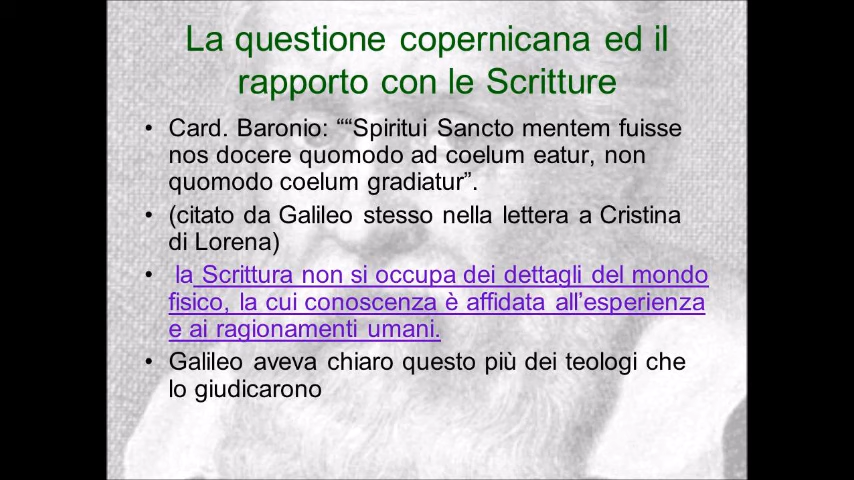 La questione copernicana ed il
rapporto con le Scritture
• Card. Baronio: ““Spiritui Sancto mentem fuisse
nos docere quomodo ad coelum eatur, non
quomodo coelum gradiatur”.
• (citato da Galileo stesso nella lettera a Cristina
di Lorena)
• la Scrittura non si occupa dei dettagli del mondo
fisico, la cui conoscenza è affidata all’esperienza
e ai ragionamenti umani.
• Galileo aveva chiaro questo più dei teologi che
lo giudicarono